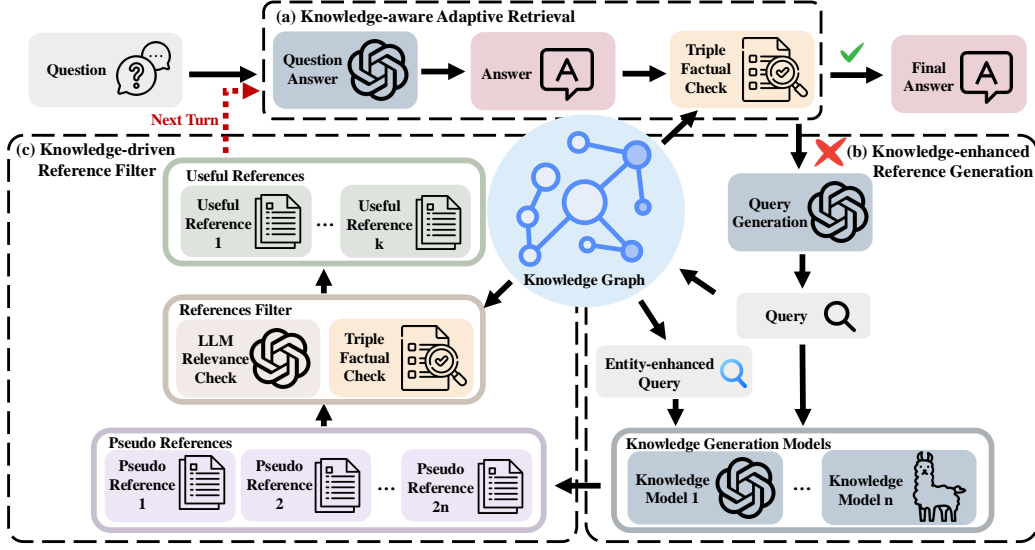 (a) Knowledge-aware Adaptive Retrieval
Question
Question
Answer
Answer
A
Triple
Factual
Check
Final
Answer
A
Next Turn
(c) Knowledge-driven
Reference Filter
(b) Knowledge-enhanced
Reference Generation
Useful References
Useful
Reference
1
...
Useful
Reference
k
Knowledge Graph
Query
Generation
Query
References Filter
LLM
Relevance
Check
Triple
Factual
Check
Entity-enhanced
Query
Pseudo References
Pseudo
Reference
1
Pseudo
Reference
2
...
Pseudo
Reference
2n
Knowledge Generation Models
Knowledge
Model 1
...
Knowledge
Model n